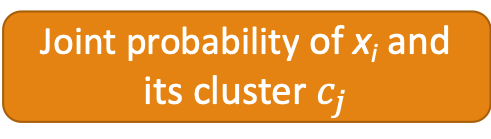 Joint probability of xᵢ and
its cluster cⱼ